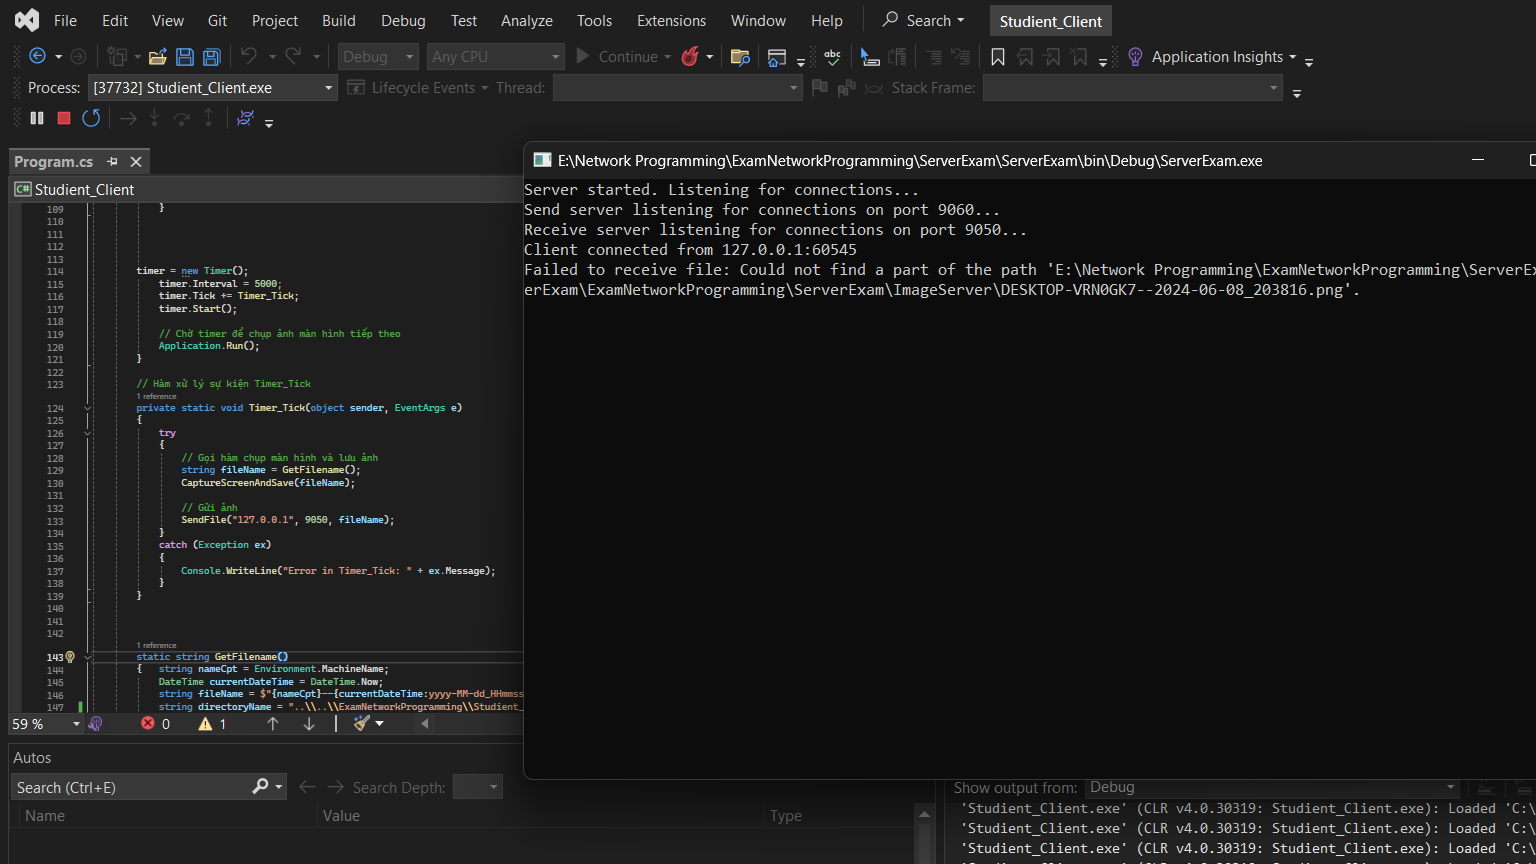 File Edit View Git Project Build Debug Test Analyze Tools Extensions Window Help Search Studient_Client
Debug Any CPU Continue abc Application Insights
Process: [37732] Studient_Client.exe Lifecycle Events Thread: Stack Frame:
Program.cs
C# Studient_Client
109 }
110
111
112
113
114 timer = new Timer();
115 timer.Interval = 5000;
116 timer.Tick += Timer_Tick;
117 timer.Start();
118
119 // Chờ timer để chụp ảnh màn hình tiếp theo
120 Application.Run();
121 }
122
123 // Hàm xử lý sự kiện Timer_Tick
1 reference
124 private static void Timer_Tick(object sender, EventArgs e)
125 {
126 try
127 {
128 // Gọi hàm chụp màn hình và lưu ảnh
129 string fileName = GetFilename();
130 CaptureScreenAndSave(fileName);
131
132 // Gửi ảnh
133 SendFile("127.0.0.1", 9050, fileName);
134 }
135 catch (Exception ex)
136 {
137 Console.WriteLine("Error in Timer_Tick: " + ex.Message);
138 }
139 }
140
141
142
1 reference
143 static string GetFilename()
144 { string nameCpt = Environment.MachineName;
145 DateTime currentDateTime = DateTime.Now;
146 string fileName = $"{nameCpt}--{currentDateTime:yyyy-MM-dd_HHmmss
147 string directoryName = "..\\..\\ExamNetworkProgramming\\Student_
59 % 0 1
E:\Network Programming\ExamNetworkProgramming\ServerExam\ServerExam\bin\Debug\ServerExam.exe
Server started. Listening for connections...
Send server listening for connections on port 9060...
Receive server listening for connections on port 9050...
Client connected from 127.0.0.1:60545
Failed to receive file: Could not find a part of the path 'E:\Network Programming\ExamNetworkProgramming\ServerEx
erExam\ExamNetworkProgramming\ServerExam\ImageServer\DESKTOP-VRN0GK7--2024-06-08_203816.png'.
Autos
Search (Ctrl+E) Search Depth:
Name Value Type
Show output from: Debug
'Studient_Client.exe' (CLR v4.0.30319: Studient_Client.exe): Loaded 'C:\
'Studient_Client.exe' (CLR v4.0.30319: Studient_Client.exe): Loaded 'C:\
'Studient_Client.exe' (CLR v4.0.30319: Studient_Client.exe): Loaded 'C:\